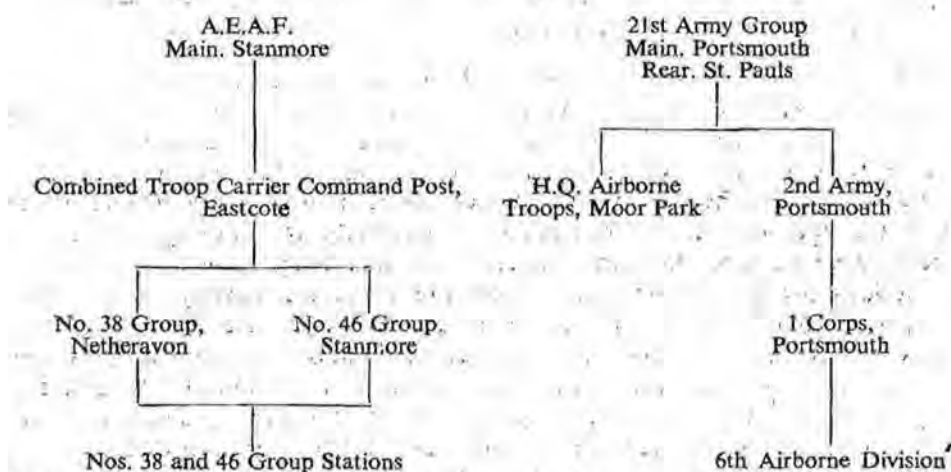 A.E.A.F.
Main. Stanmore
21st Army Group
Main. Portsmouth
Rear. St. Pauls
Combined Troop Carrier Command Post,
Eastcote
H.Q. Airborne
Troops, Moor Park
2nd Army,
Portsmouth
No. 38 Group,
Netheravon
No. 46 Group,
Stanmore
1 Corps,
Portsmouth
Nos. 38 and 46 Group Stations
6th Airborne Division